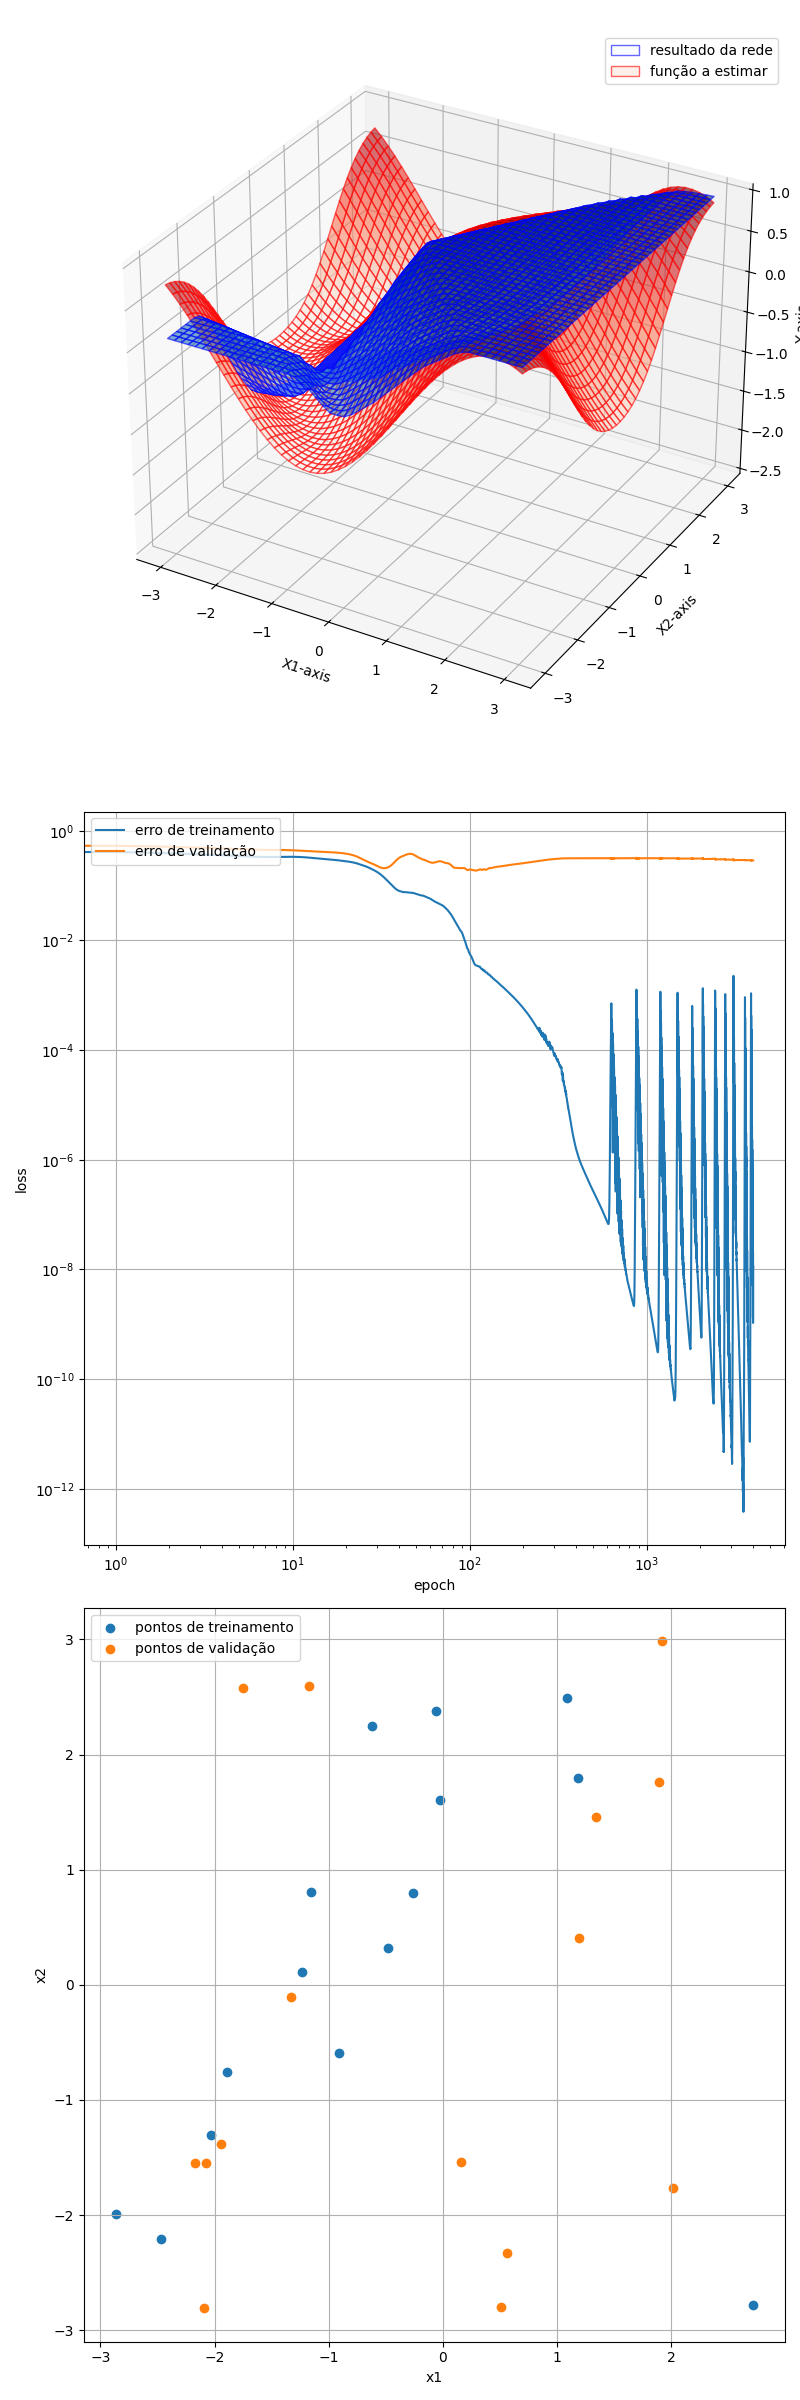 resultado da rede
função a estimar
1.0
0.5
0.0
−0.5
−1.0
−1.5
−2.0
−2.5
3
2
1
0
−1
−2
−3
X2-axis
−3
−2
−1
0
1
2
3
X1-axis
erro de treinamento
erro de validação
10⁰
10⁻²
10⁻⁴
10⁻⁶
10⁻⁸
10⁻¹⁰
10⁻¹²
loss
10⁰ 10¹ 10² 10³
epoch
pontos de treinamento
pontos de validação
3
2
1
0
−1
−2
−3
x2
−3 −2 −1 0 1 2
x1